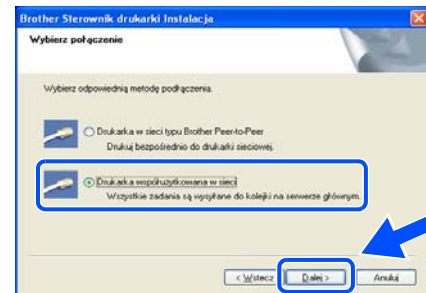 Brother Sterownik drukarki Instalacja
Wybierz połączenie
Wybierz odpowiednią metodę podłączenia.
Drukarka w sieci typu Brother Peer-to-Peer
Drukuj bezpośrednio do drukarki sieciowej.
Drukarka współużytkowana w sieci
Wszystkie zadania są wysyłane do kolejki na serwerze głównym.
< Wstecz Dalej > Anuluj